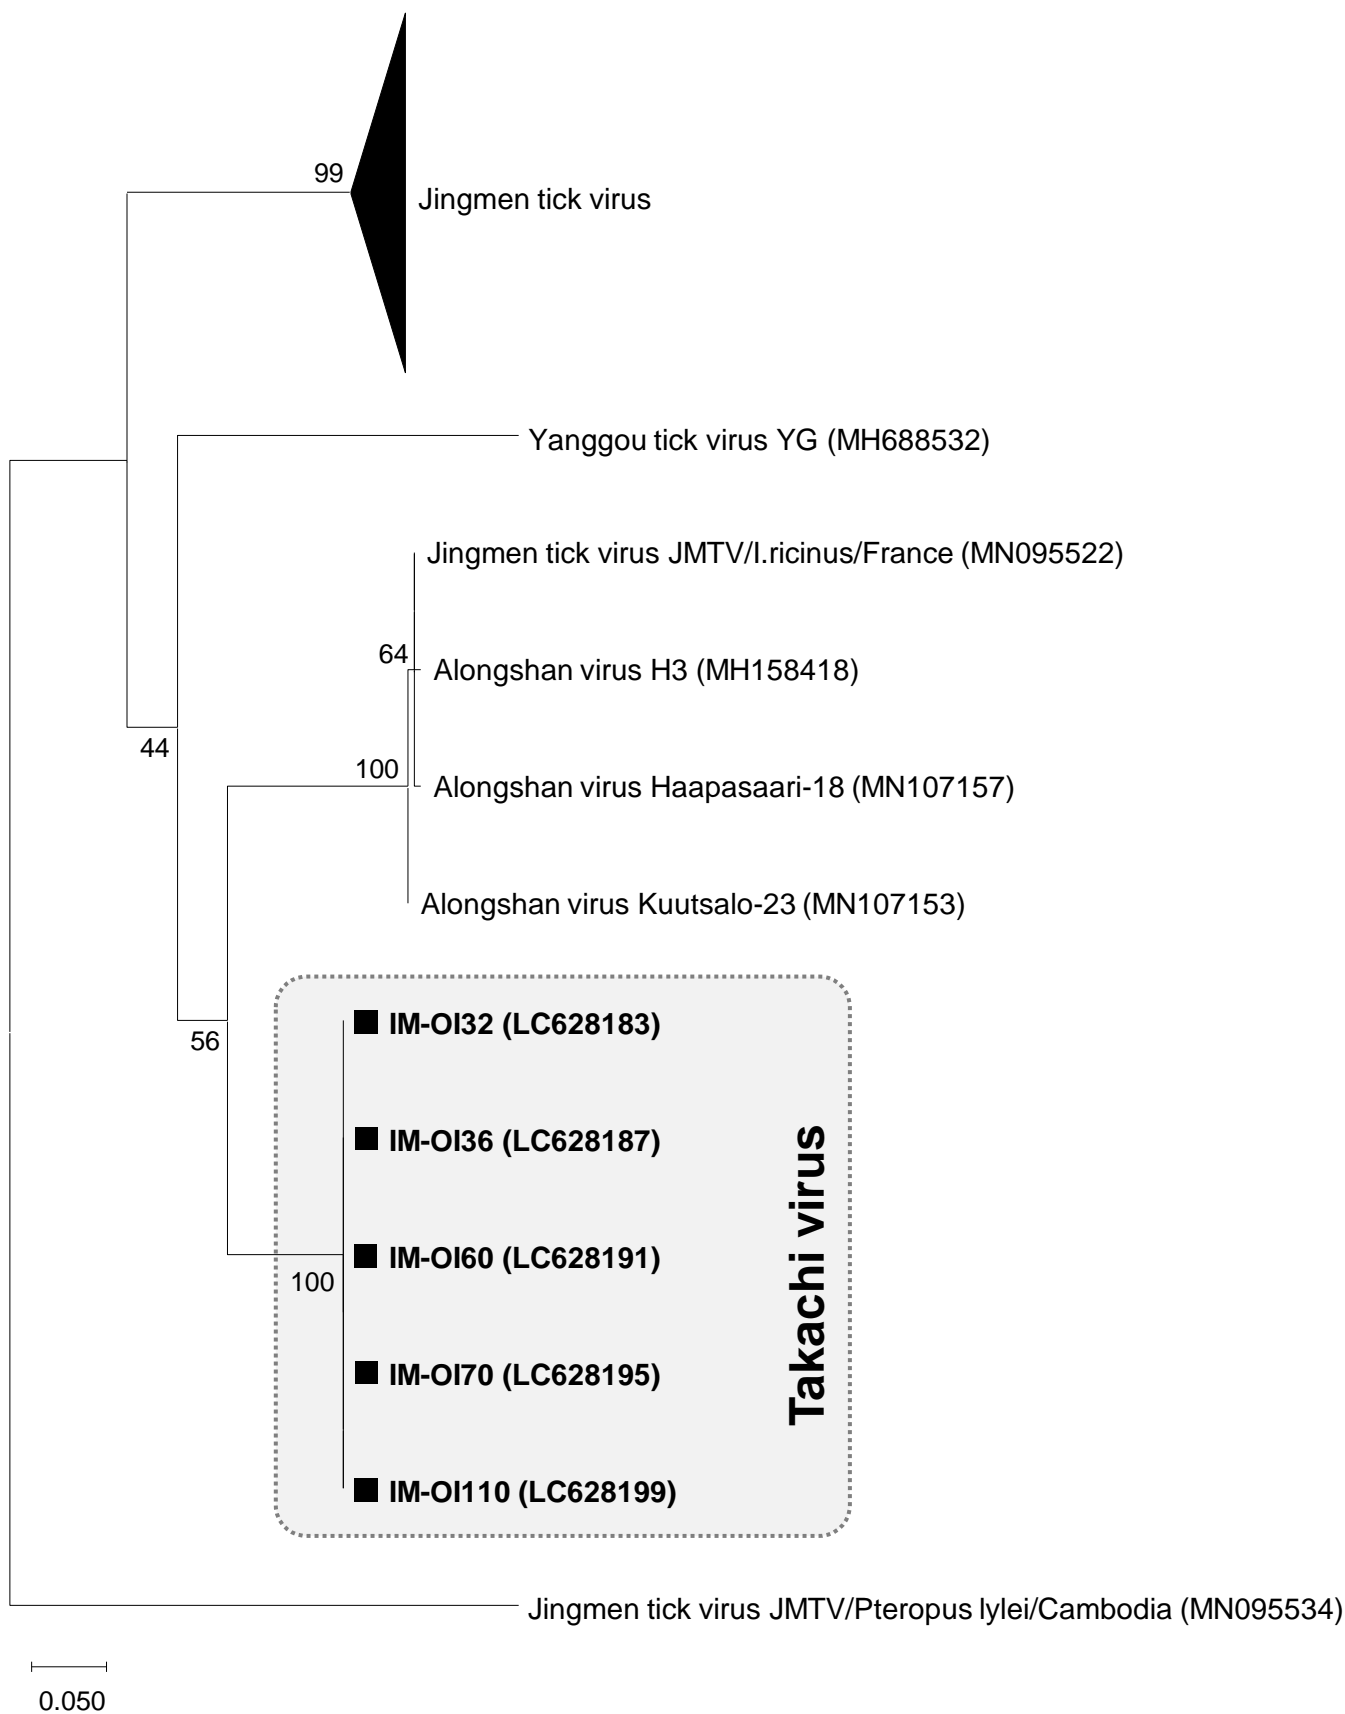 99
Jingmen tick virus
Yanggou tick virus YG (MH688532)
Jingmen tick virus JMTV/I.ricinus/France (MN095522)
64
Alongshan virus H3 (MH158418)
44
100
Alongshan virus Haapasaari-18 (MN107157)
Alongshan virus Kuutsalo-23 (MN107153)
56
IM-OI32 (LC628183)
IM-OI36 (LC628187)
IM-OI60 (LC628191)
100
IM-OI70 (LC628195)
IM-OI110 (LC628199)
Takachi virus
Jingmen tick virus JMTV/Pteropus lylei/Cambodia (MN095534)
0.050